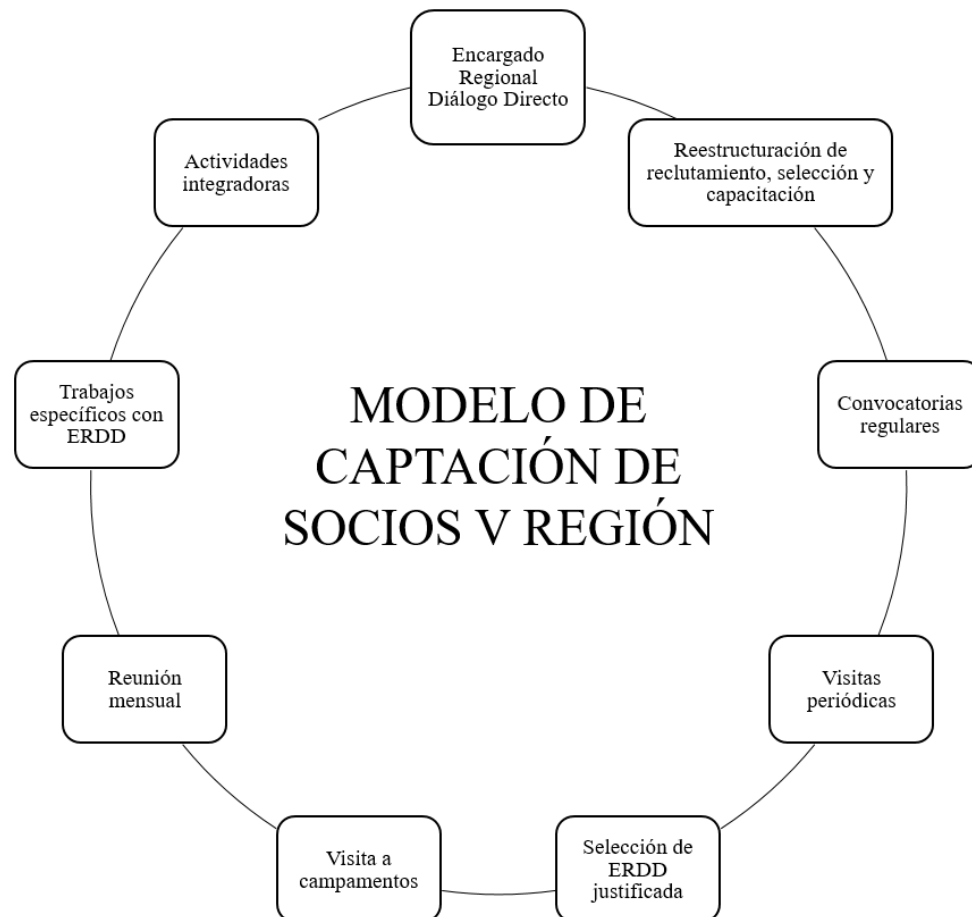 Encargado
Regional
Diálogo Directo
Reestructuración de
reclutamiento, selección y
capacitación
Convocatorias
regulares
Visitas
periódicas
Selección de
ERDD
justificada
Visita a
campamentos
Reunión
mensual
Trabajos
específicos con
ERDD
Actividades
integradoras
MODELO DE
CAPTACIÓN DE
SOCIOS V REGIÓN